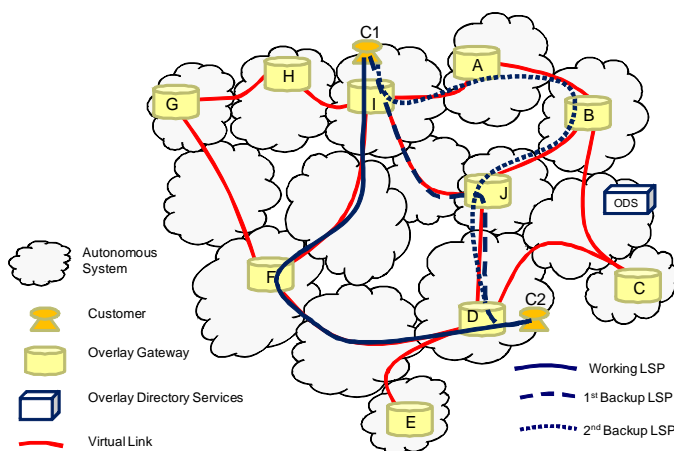 C1
A
H
G
I
B
J
ODS
Autonomous
System
F
C
Customer
D
C2
Overlay Gateway
Working LSP
Overlay Directory Services
1st Backup LSP
E
Virtual Link
2nd Backup LSP